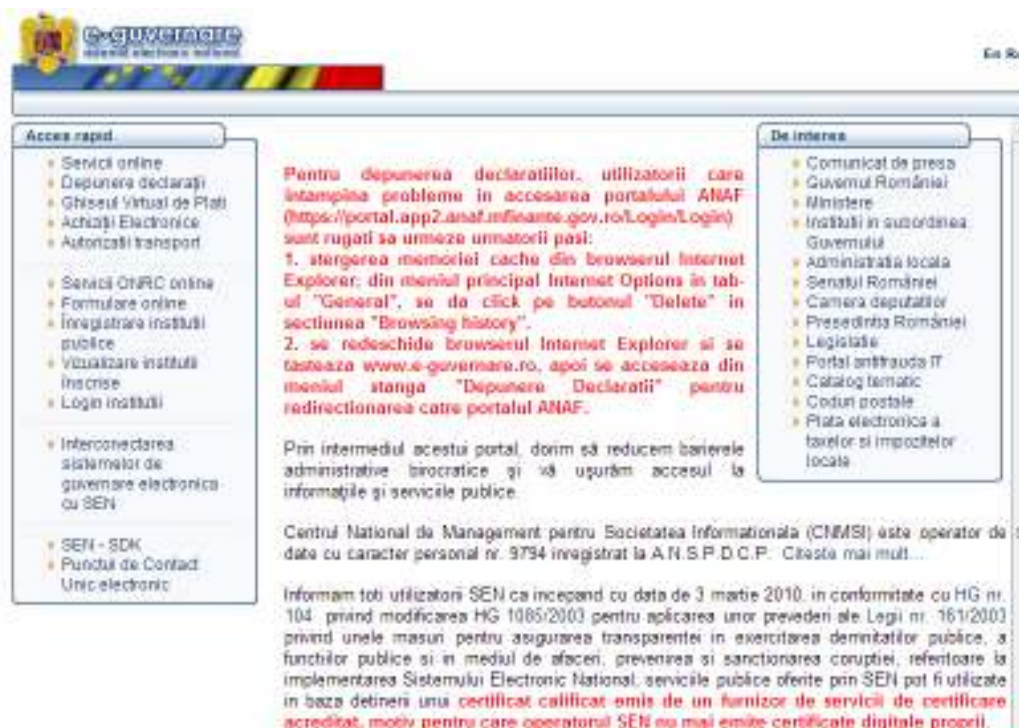 e-guvernare
sistemul electronic national
En Ro
Acces rapid
Servicii online
Depunere declaraţii
Ghiseul Virtual de Plati
Achiziţii Electronice
Autorizatii transport
Servicii ONRC online
Formulare online
Înregistrare institutii
publice
Vizualizare institutii
înscrise
Login institutii
Interconectarea
sistemelor de
guvernare electronica
cu SEN
SEN - SDK
Punctul de Contact
Unic electronic
Pentru depunerea declaratiilor, utilizatorii care
intampina probleme in accesarea portalului ANAF
(https://portal.app2.anaf.mfinante.gov.ro/Login/Login)
sunt rugati sa urmeze urmatorii pasi:
1. stergerea memoriei cache din browserul Internet
Explorer; din meniul principal Internet Options in tab-
ul "General", se da click pe butonul "Delete" in
sectiunea "Browsing history".
2. se redeschide browserul Internet Explorer si se
tasteaza www.e-guvernare.ro, apoi se acceseaza din
meniul stanga "Depunere Declaratii" pentru
redirectionarea catre portalul ANAF.
Prin intermediul acestui portal, dorim să reducem barierele
administrative birocratice şi vă uşurăm accesul la
informaţiile şi serviciile publice.
De interes
Comunicat de presa
Guvernul României
Ministere
Institutii in subordinea
Guvernului
Administratia locala
Senatul României
Camera deputatilor
Presedintia României
Legislatie
Portal antifrauda IT
Catalog tematic
Coduri postale
Plata electronica a
taxelor si impozitelor
locale
Centrul National de Management pentru Societatea Informationala (CNMSI) este operator de
date cu caracter personal nr. 9794 inregistrat la A.N.S.P.D.C.P. Citeste mai mult...
Informam toti utilizatorii SEN ca incepand cu data de 3 martie 2010, in conformitate cu HG nr.
104 privind modificarea HG 1085/2003 pentru aplicarea unor prevederi ale Legii nr. 161/2003
privind unele masuri pentru asigurarea transparentei in exercitarea demnitatilor publice, a
functiilor publice si in mediul de afaceri, prevenirea si sanctionarea coruptiei, referitoare la
implementarea Sistemului Electronic National, serviciile publice oferite prin SEN pot fi utilizate
in baza detinerii unui certificat calificat emis de un furnizor de servicii de certificare
acreditat, motiv pentru care operatorul SEN nu mai emite certificate digitale proprii